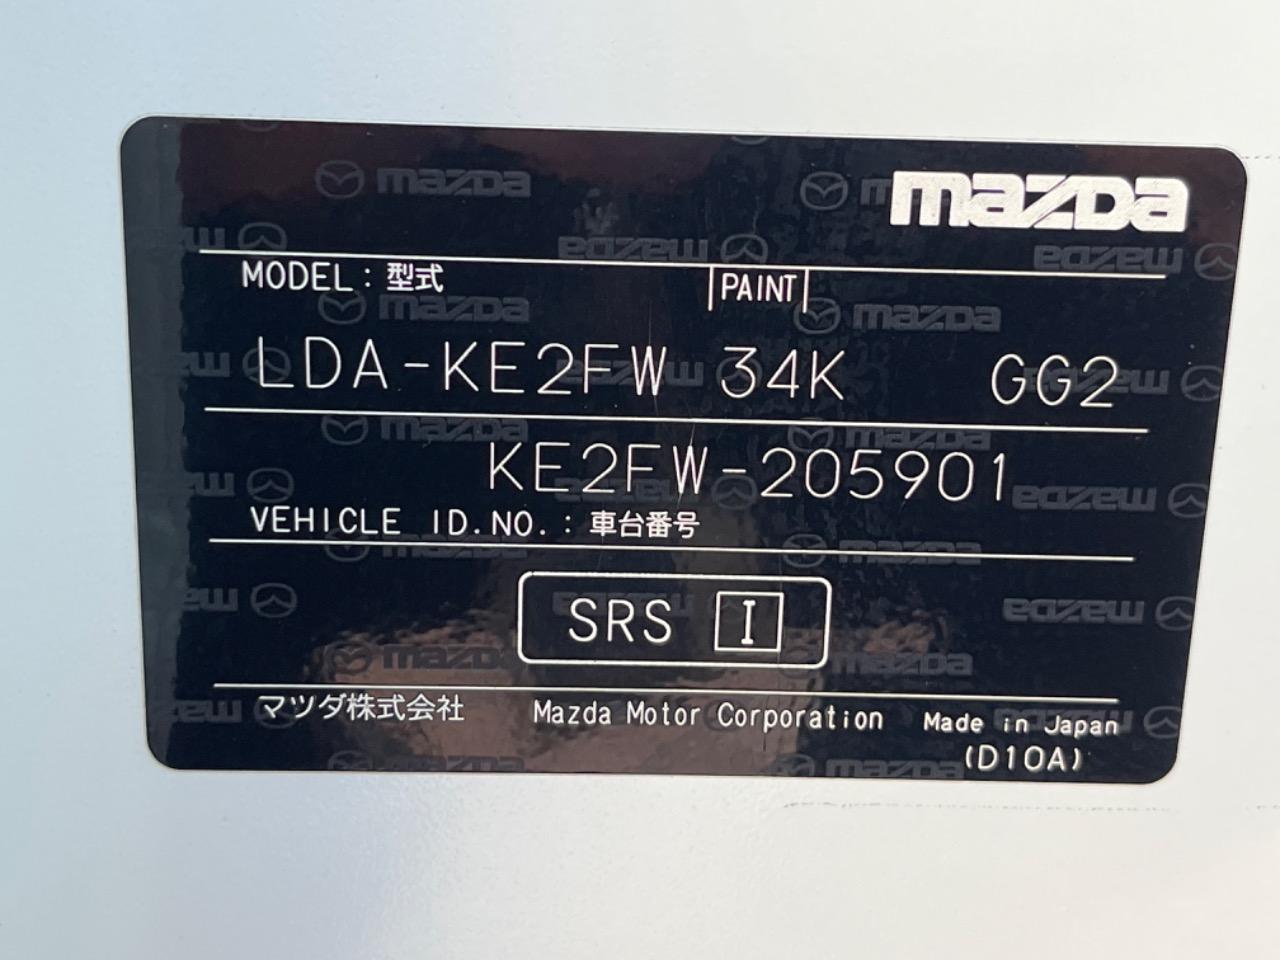 mazda
MODEL : 型式 PAINT
LDA-KE2FW 34K GG2
KE2FW-205901
VEHICLE ID.NO. : 車台番号
SRS I
マツダ株式会社 Mazda Motor Corporation Made in Japan
(D10A)